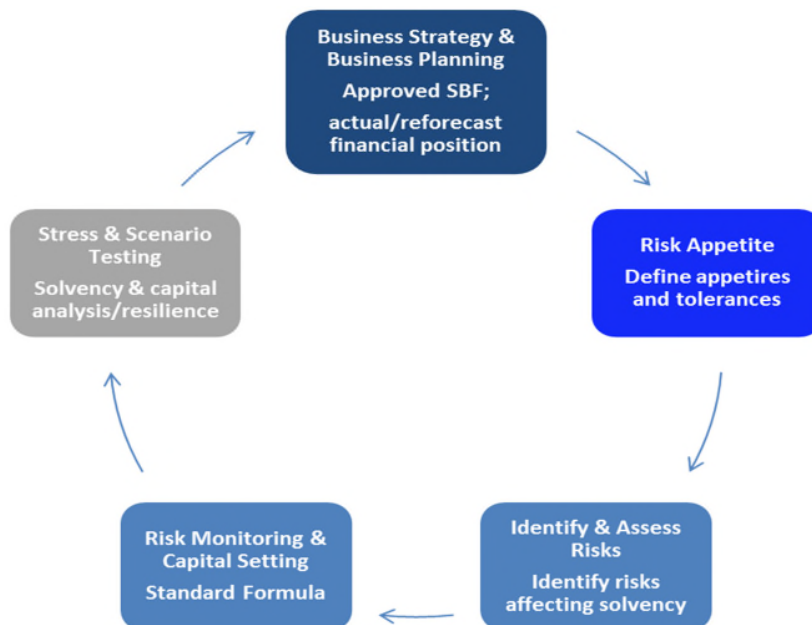 Business Strategy &
Business Planning
Approved SBF;
actual/reforecast
financial position
Risk Appetite
Define appetires
and tolerances
Identify & Assess
Risks
Identify risks
affecting solvency
Risk Monitoring &
Capital Setting
Standard Formula
Stress & Scenario
Testing
Solvency & capital
analysis/resilience